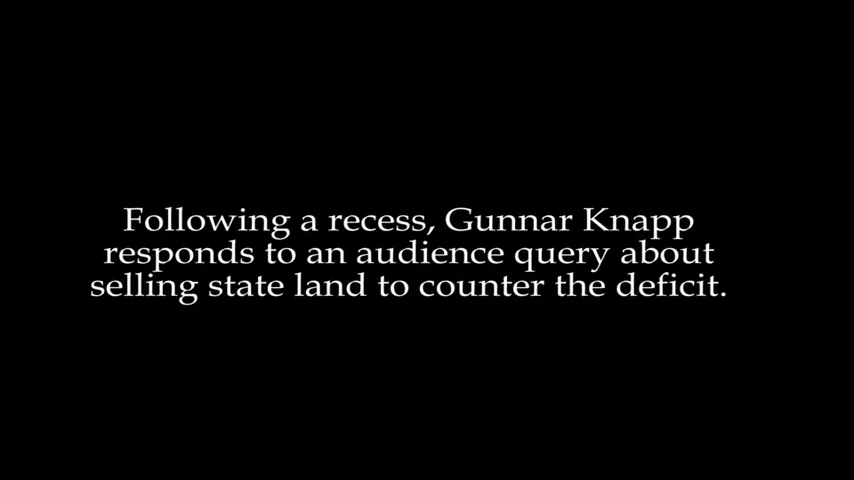 Following a recess, Gunnar Knapp
responds to an audience query about
selling state land to counter the deficit.